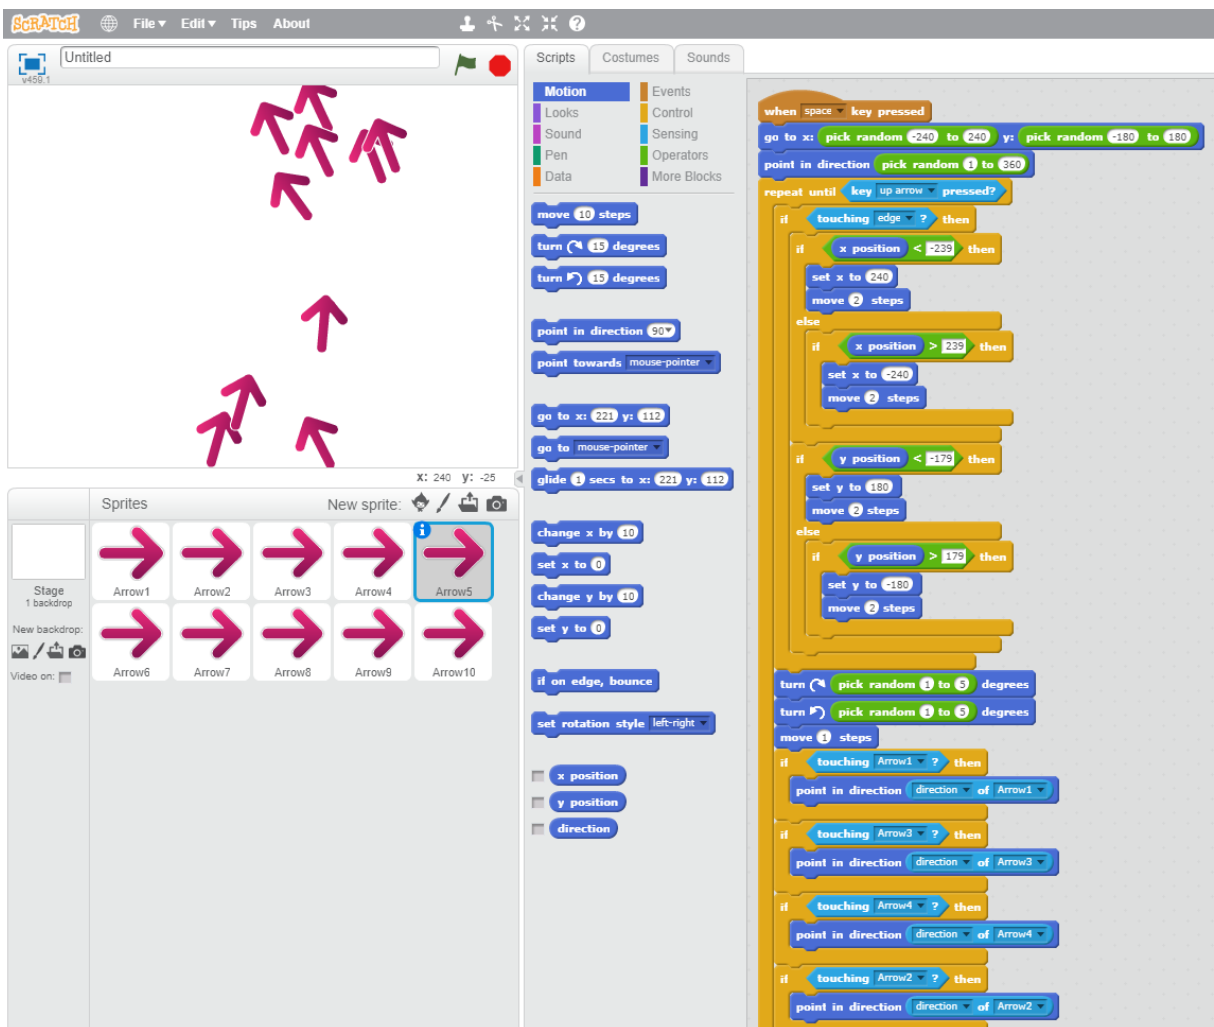 SCRATCH File Edit Tips About
Untitled
v459.1
X: 240 y: -25
Sprites New sprite:
Stage
1 backdrop
New backdrop:
Video on:
Arrow1 Arrow2 Arrow3 Arrow4 Arrow5
Arrow6 Arrow7 Arrow8 Arrow9 Arrow10
Scripts Costumes Sounds
Motion Events
Looks Control
Sound Sensing
Pen Operators
Data More Blocks
move 10 steps
turn 15 degrees
turn 15 degrees
point in direction 90
point towards mouse-pointer
go to x: 221 y: 112
go to mouse-pointer
glide 1 secs to x: 221 y: 112
change x by 10
set x to 0
change y by 10
set y to 0
if on edge, bounce
set rotation style left-right
x position
y position
direction
when space key pressed
go to x: pick random -240 to 240 y: pick random -180 to 180
point in direction pick random 1 to 360
repeat until key up arrow pressed?
if touching edge ? then
if x position < -239 then
set x to 240
move 2 steps
else
if x position > 239 then
set x to -240
move 2 steps
if y position < -179 then
set y to 180
move 2 steps
else
if y position > 179 then
set y to -180
move 2 steps
turn pick random 1 to 5 degrees
turn pick random 1 to 5 degrees
move 1 steps
if touching Arrow1 ? then
point in direction direction of Arrow1
if touching Arrow3 ? then
point in direction direction of Arrow3
if touching Arrow4 ? then
point in direction direction of Arrow4
if touching Arrow2 ? then
point in direction direction of Arrow2